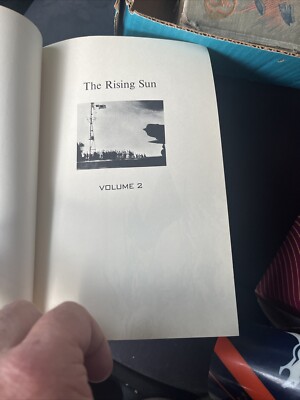 The Rising Sun
VOLUME 2